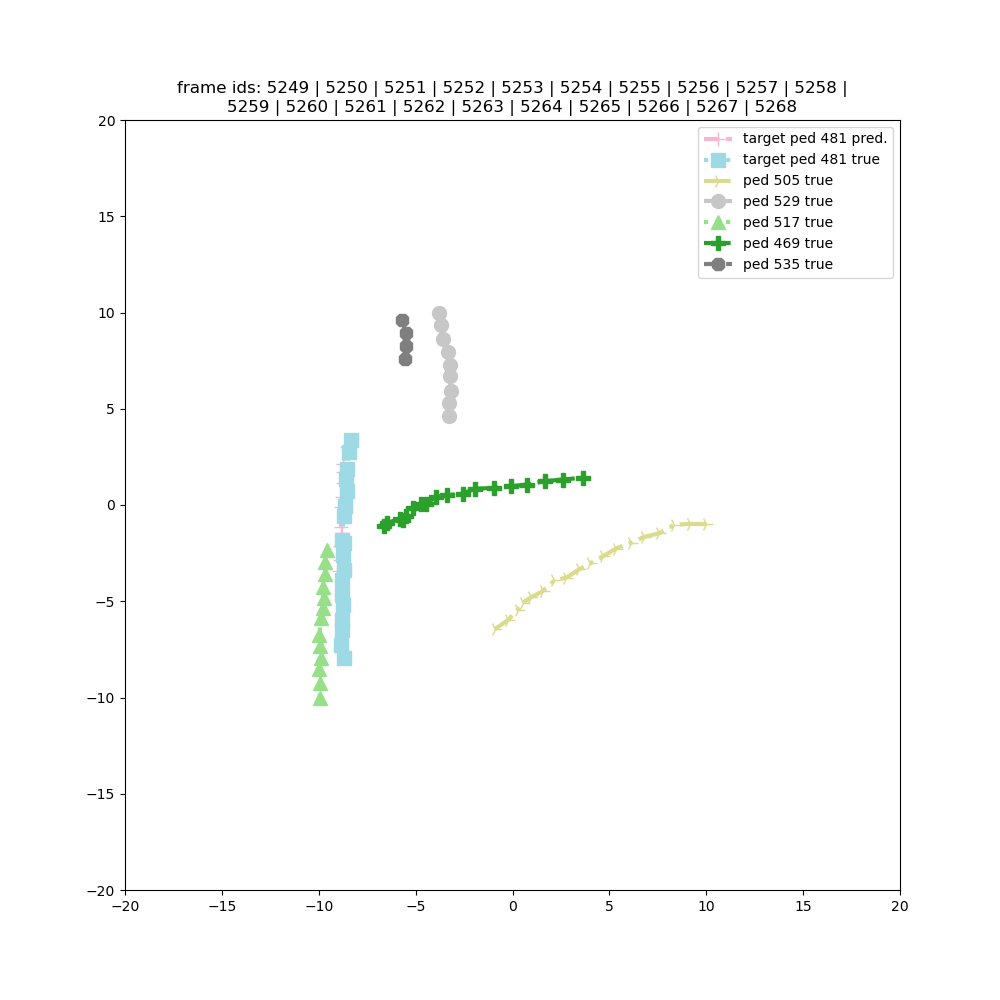 frame ids: 5249 | 5250 | 5251 | 5252 | 5253 | 5254 | 5255 | 5256 | 5257 | 5258 |
5259 | 5260 | 5261 | 5262 | 5263 | 5264 | 5265 | 5266 | 5267 | 5268
target ped 481 pred.
target ped 481 true
ped 505 true
ped 529 true
ped 517 true
ped 469 true
ped 535 true
20
15
10
5
0
−5
−10
−15
−20
−20 −15 −10 −5 0 5 10 15 20